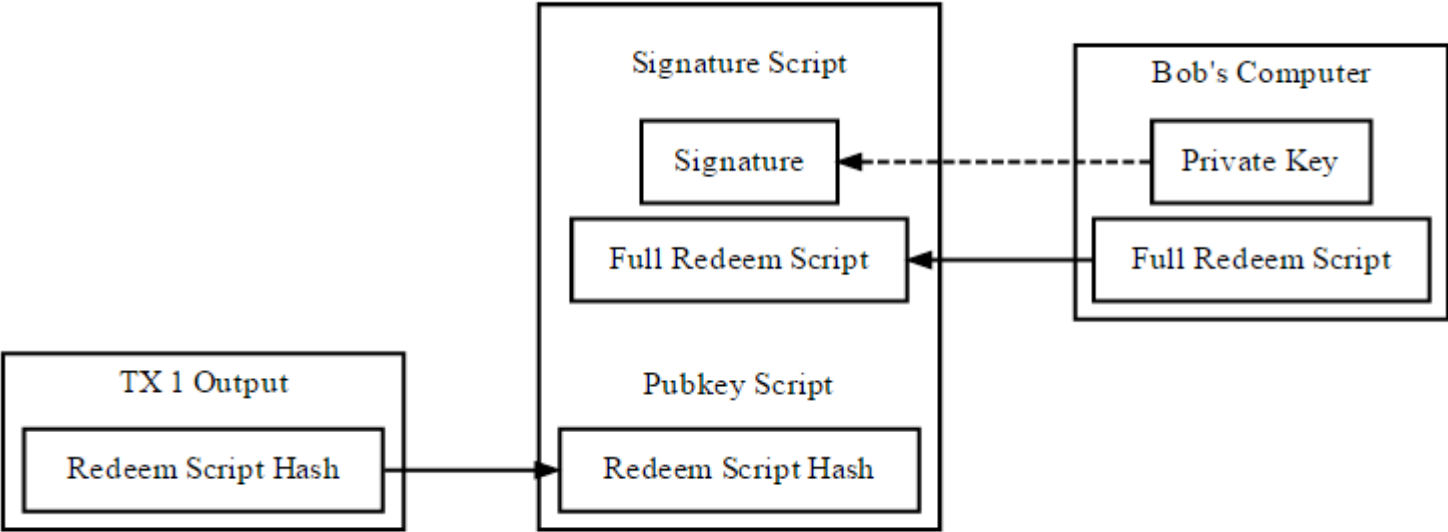 Signature Script
Signature
Full Redeem Script
Pubkey Script
Redeem Script Hash
Bob's Computer
Private Key
Full Redeem Script
TX 1 Output
Redeem Script Hash